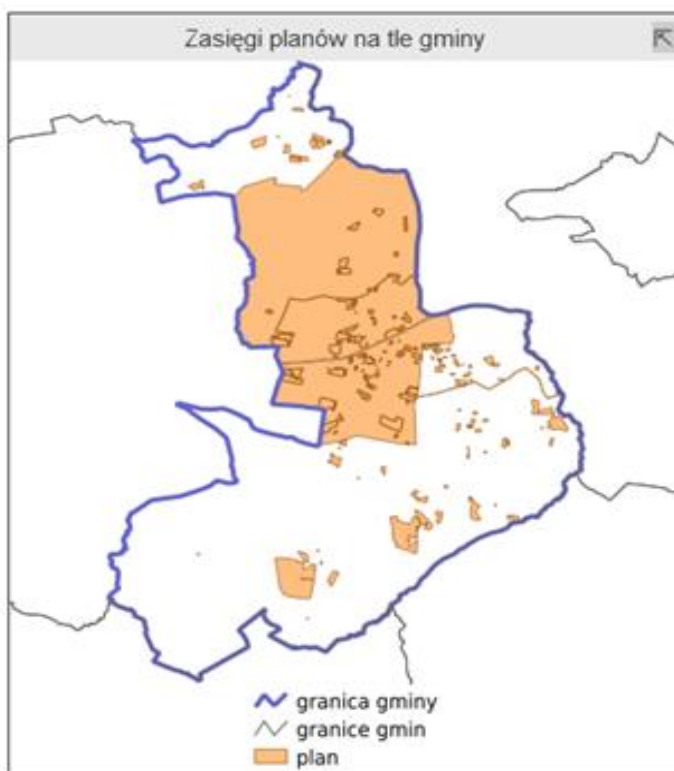 Zasięgi planów na tle gminy
granica gminy
granice gmin
plan